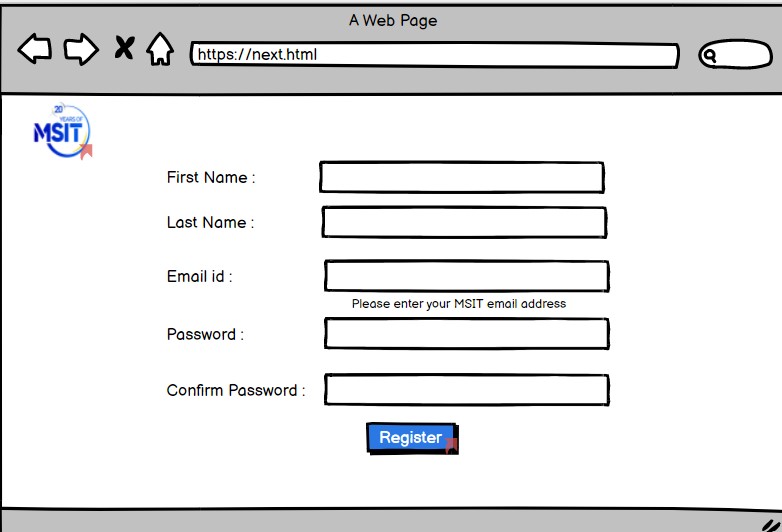 A Web Page
https://next.html
20
YEARS OF
MSIT
First Name :
Last Name :
Email id :
Please enter your MSIT email address
Password :
Confirm Password :
Register